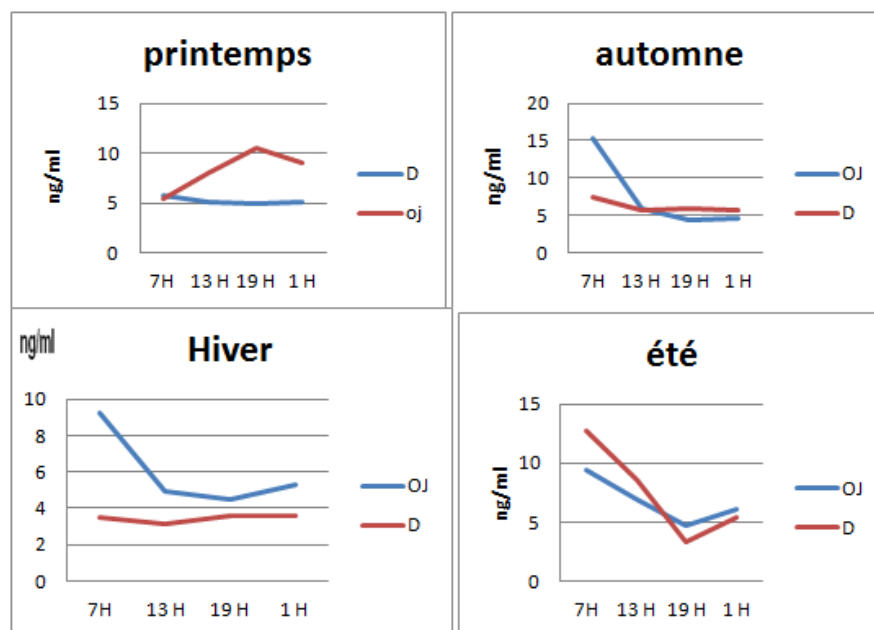 printemps
15
10
5
0
ng/ml
7H 13 H 19 H 1 H
D
oj
automne
20
15
10
5
0
ng/ml
7H 13 H 19 H 1 H
OJ
D
ng/ml
Hiver
10
8
6
4
2
0
7H 13 H 19 H 1 H
OJ
D
été
15
10
5
0
ng/ml
7H 13 H 19 H 1 H
OJ
D